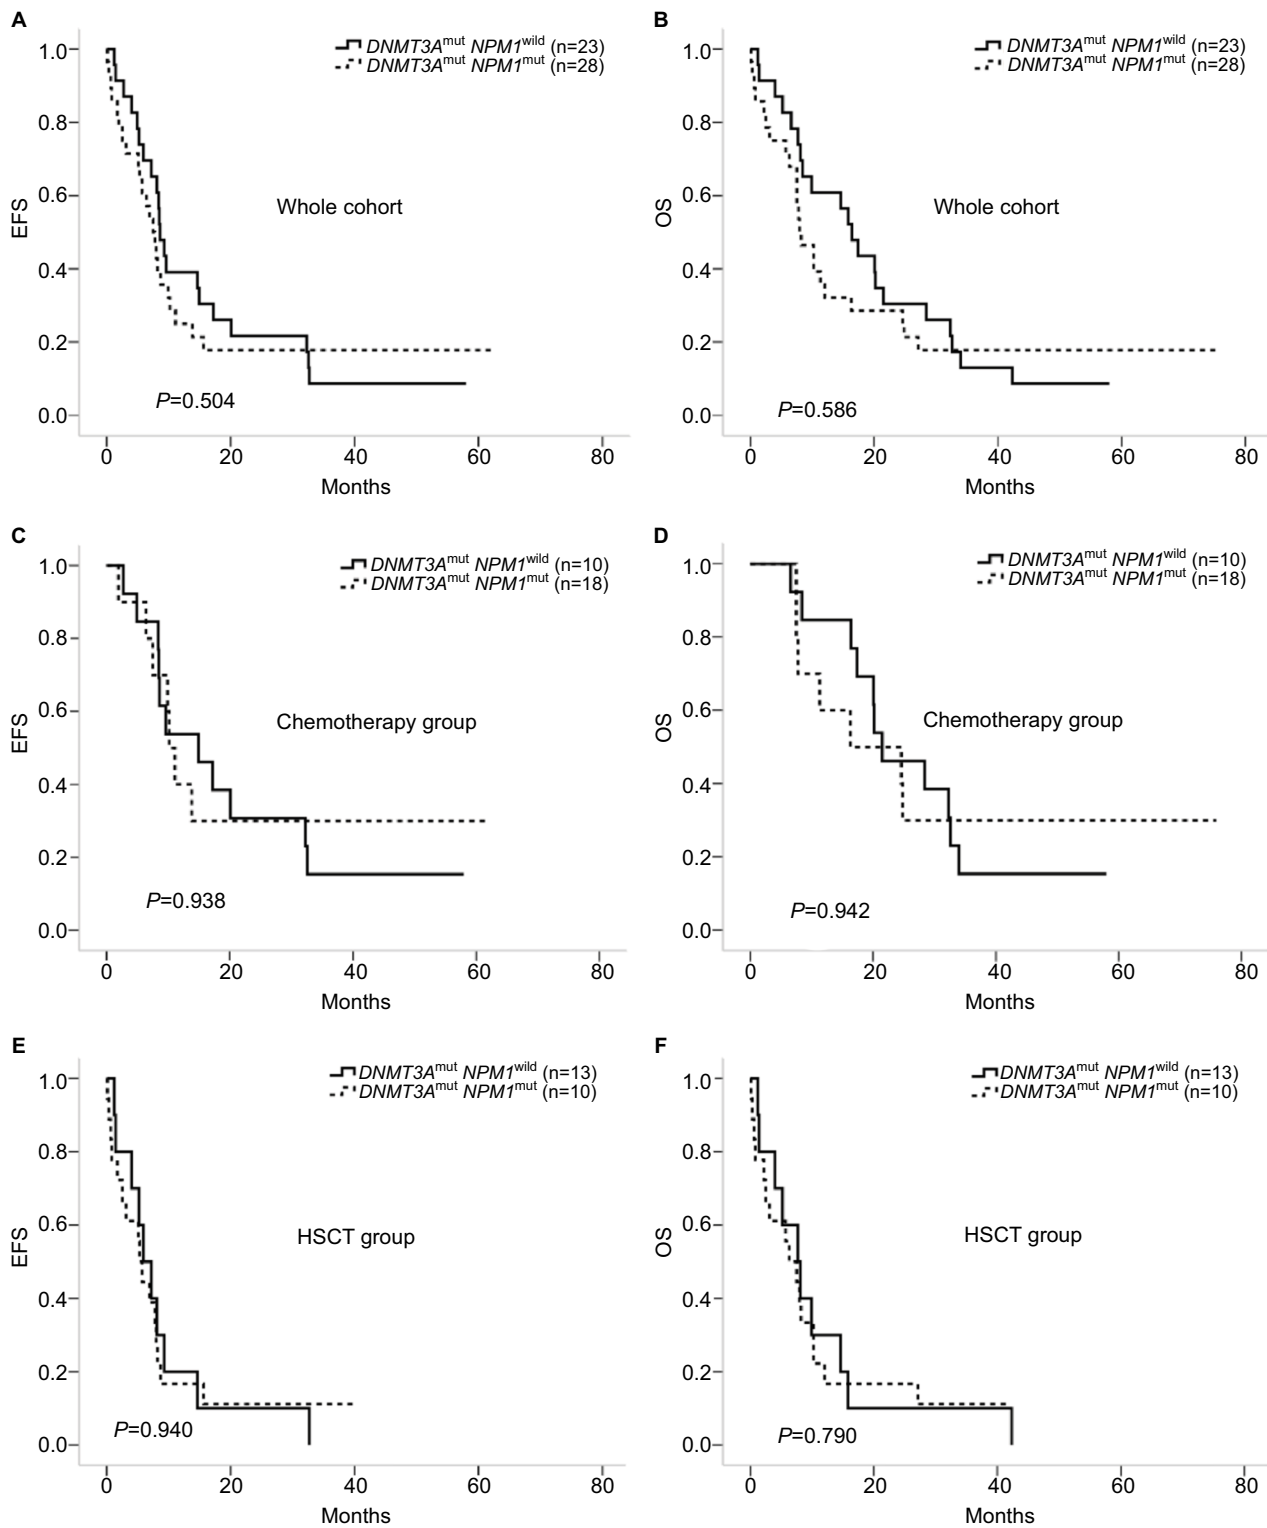 A
DNMT3Amut NPM1wild (n=23)
DNMT3Amut NPM1mut (n=28)
1.0
0.8
0.6
0.4
0.2
0.0
EFS
Whole cohort
P=0.504
0 20 40 60 80
Months
B
DNMT3Amut NPM1wild (n=23)
DNMT3Amut NPM1mut (n=28)
1.0
0.8
0.6
0.4
0.2
0.0
OS
Whole cohort
P=0.586
0 20 40 60 80
Months
C
DNMT3Amut NPM1wild (n=10)
DNMT3Amut NPM1mut (n=18)
1.0
0.8
0.6
0.4
0.2
0.0
EFS
Chemotherapy group
P=0.938
0 20 40 60 80
Months
D
DNMT3Amut NPM1wild (n=10)
DNMT3Amut NPM1mut (n=18)
1.0
0.8
0.6
0.4
0.2
0.0
OS
Chemotherapy group
P=0.942
0 20 40 60 80
Months
E
DNMT3Amut NPM1wild (n=13)
DNMT3Amut NPM1mut (n=10)
1.0
0.8
0.6
0.4
0.2
0.0
EFS
HSCT group
P=0.940
0 20 40 60 80
Months
F
DNMT3Amut NPM1wild (n=13)
DNMT3Amut NPM1mut (n=10)
1.0
0.8
0.6
0.4
0.2
0.0
OS
HSCT group
P=0.790
0 20 40 60 80
Months